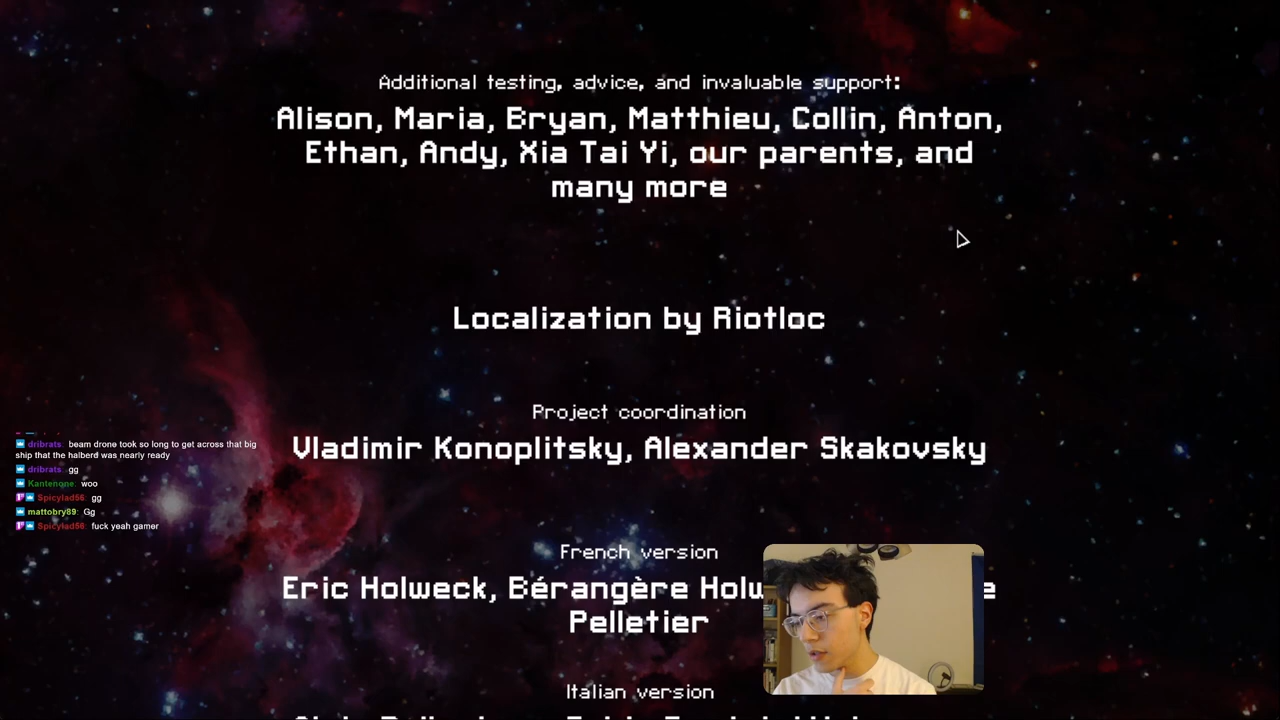 Additional testing, advice, and invaluable support:
Alison, Maria, Bryan, Matthieu, Collin, Anton,
Ethan, Andy, Xia Tai Yi, our parents, and
many more
Localization by Riotloc
Project coordination
Vladimir Konoplitsky, Alexander Skakovsky
dribrats: beam drone took so long to get across that big
ship that the halberd was nearly ready
dribrats: gg
Kantenone: woo
Spicylad56: gg
mattobry89: Gg
Spicylad56: fuck yeah gamer
French version
Eric Holweck, Bérangère
Pelletier
Italian version